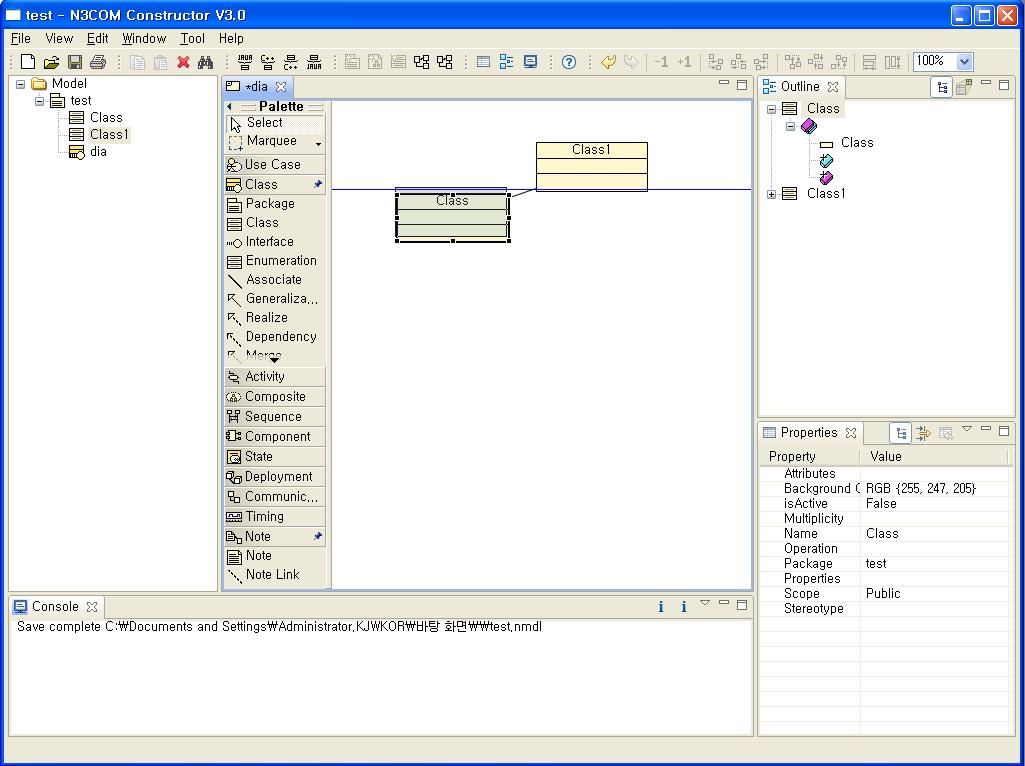 test - N3COM Constructor V3.0
File View Edit Window Tool Help
-1 +1 100%
Model
test
Class
Class1
dia
*dia
Palette
Select
Marquee
Use Case
Class
Package
Class
Interface
Enumeration
Associate
Generaliza...
Realize
Dependency
Merge
Activity
Composite
Sequence
Component
State
Deployment
Communic...
Timing
Note
Note
Note Link
Class1
Class
Outline
Class
Class
Class1
Properties
Property Value
Attributes
Background C RGB {255, 247, 205}
isActive False
Multiplicity
Name Class
Operation
Package test
Properties
Scope Public
Stereotype
Console
Save complete C:₩Documents and Settings₩Administrator.KJWKOR₩바탕 화면₩₩test.nmdl